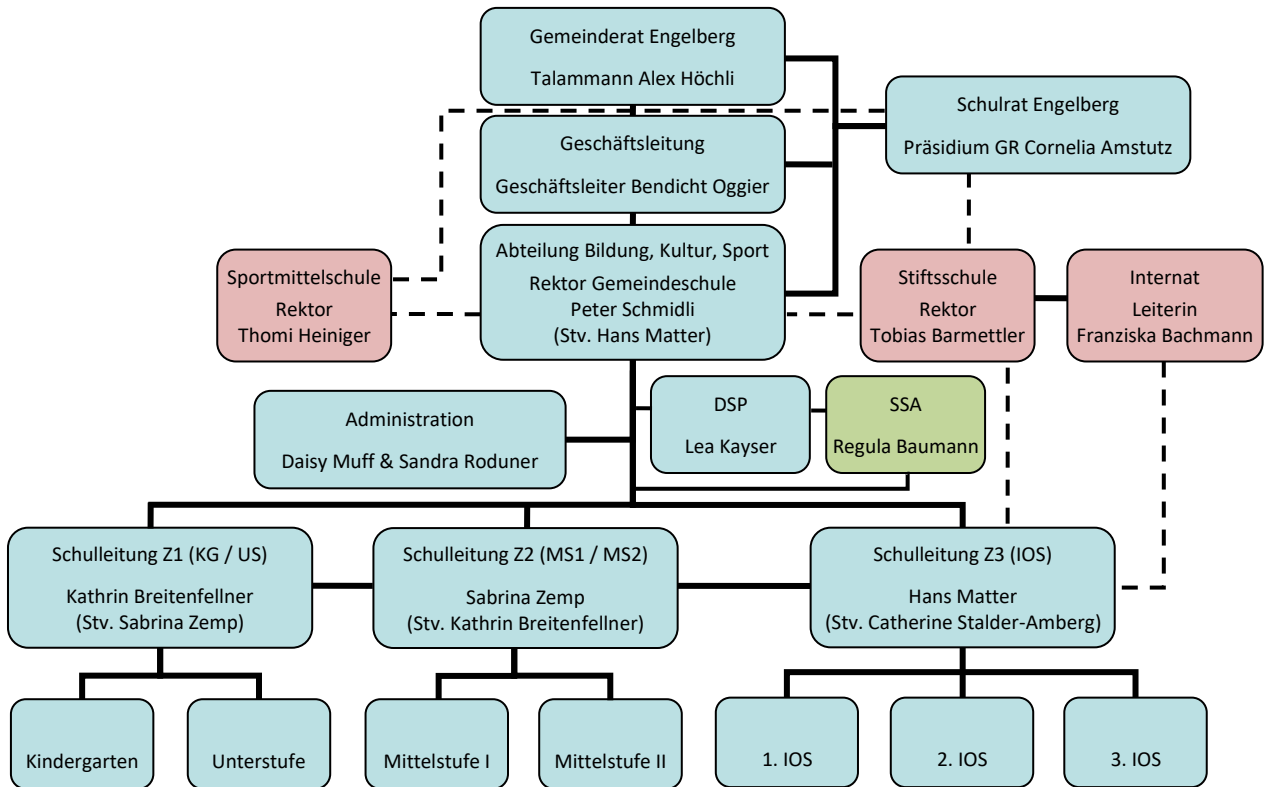 Gemeinderat Engelberg
Talammann Alex Höchli
Schulrat Engelberg
Präsidium GR Cornelia Amstutz
Geschäftsleitung
Geschäftsleiter Bendicht Oggier
Abteilung Bildung, Kultur, Sport
Rektor Gemeindeschule
Peter Schmidli
(Stv. Hans Matter)
Sportmittelschule
Rektor
Thomi Heiniger
Stiftsschule
Rektor
Tobias Barmettler
Internat
Leiterin
Franziska Bachmann
Administration
Daisy Muff & Sandra Roduner
DSP
Lea Kayser
SSA
Regula Baumann
Schulleitung Z1 (KG / US)
Kathrin Breitenfellner
(Stv. Sabrina Zemp)
Schulleitung Z2 (MS1 / MS2)
Sabrina Zemp
(Stv. Kathrin Breitenfellner)
Schulleitung Z3 (IOS)
Hans Matter
(Stv. Catherine Stalder-Amberg)
Kindergarten
Unterstufe
Mittelstufe I
Mittelstufe II
1. IOS
2. IOS
3. IOS